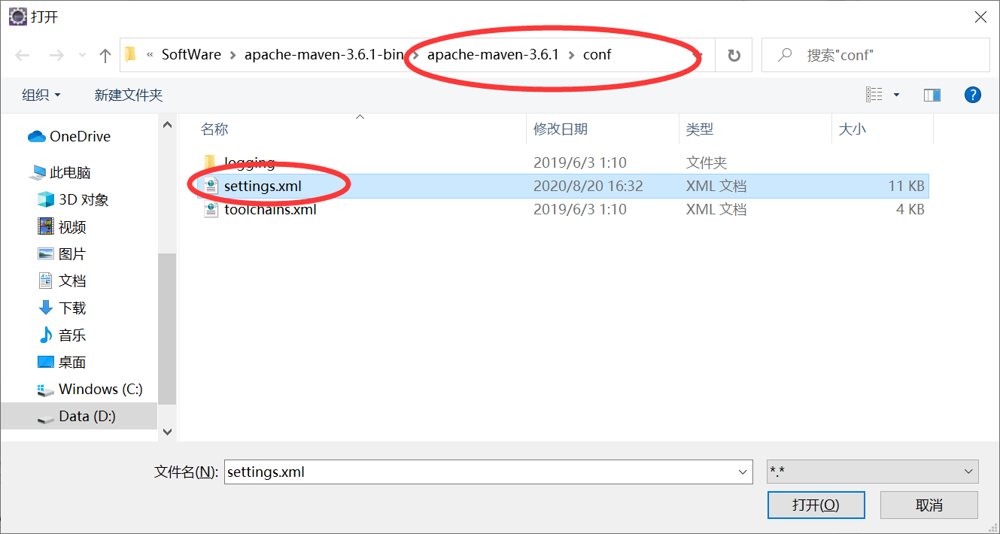 打开
« SoftWare > apache-maven-3.6.1-bin > apache-maven-3.6.1 > conf
搜索"conf"
组织
新建文件夹
?
OneDrive
此电脑
3D 对象
视频
图片
文档
下载
音乐
桌面
Windows (C:)
Data (D:)
名称 修改日期 类型 大小
logging 2019/6/3 1:10 文件夹
settings.xml 2020/8/20 16:32 XML 文档 11 KB
toolchains.xml 2019/6/3 1:10 XML 文档 4 KB
文件名(N): settings.xml
*.*
打开(O) 取消